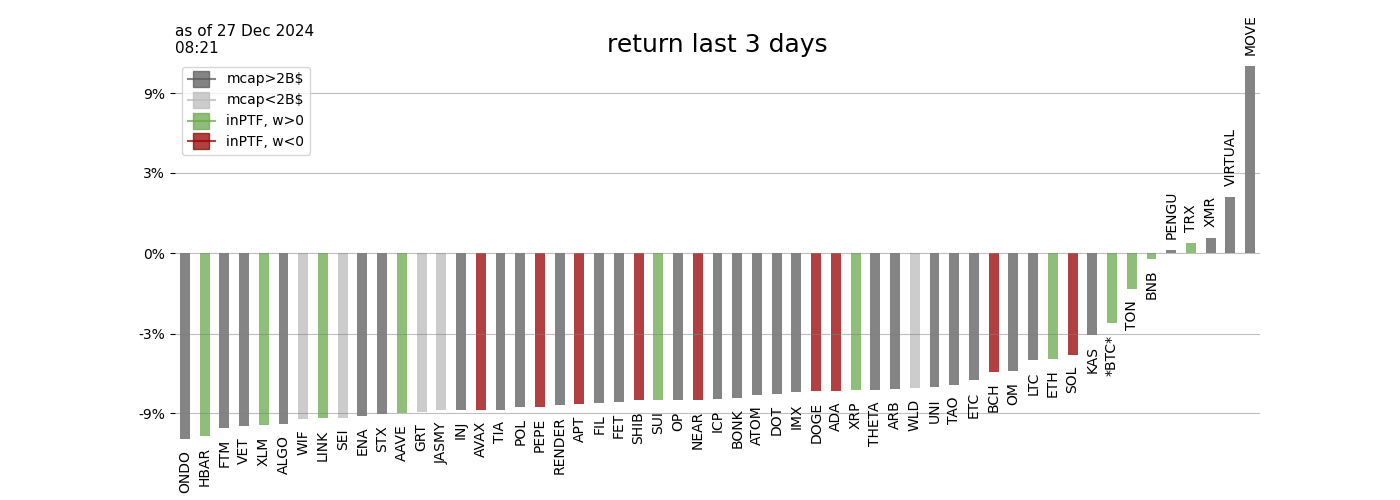 as of 27 Dec 2024
08:21
return last 3 days
mcap>2B$
mcap<2B$
inPTF, w>0
inPTF, w<0
9%
3%
0%
-3%
-9%
ONDO
HBAR
FTM
VET
XLM
ALGO
WIF
LINK
SEI
ENA
STX
AAVE
GRT
JASMY
INJ
AVAX
TIA
POL
PEPE
RENDER
APT
FIL
FET
SHIB
SUI
OP
NEAR
ICP
BONK
ATOM
DOT
IMX
DOGE
ADA
XRP
THETA
ARB
WLD
UNI
TAO
ETC
BCH
OM
LTC
ETH
SOL
KAS
*BTC*
TON
BNB
PENGU
TRX
XMR
VIRTUAL
MOVE